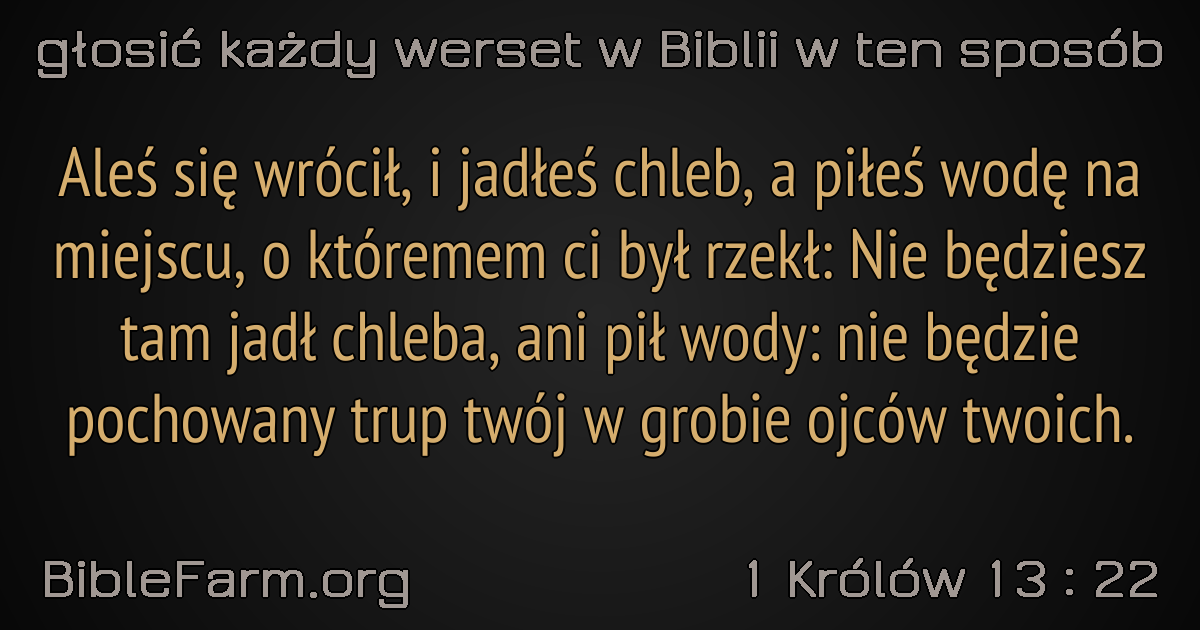 głosić każdy werset w Biblii w ten sposób
Aleś się wrócił, i jadłeś chleb, a piłeś wodę na
miejscu, o któremem ci był rzekł: Nie będziesz
tam jadł chleba, ani pił wody: nie będzie
pochowany trup twój w grobie ojców twoich.
BibleFarm.org
1 Królów 13 : 22